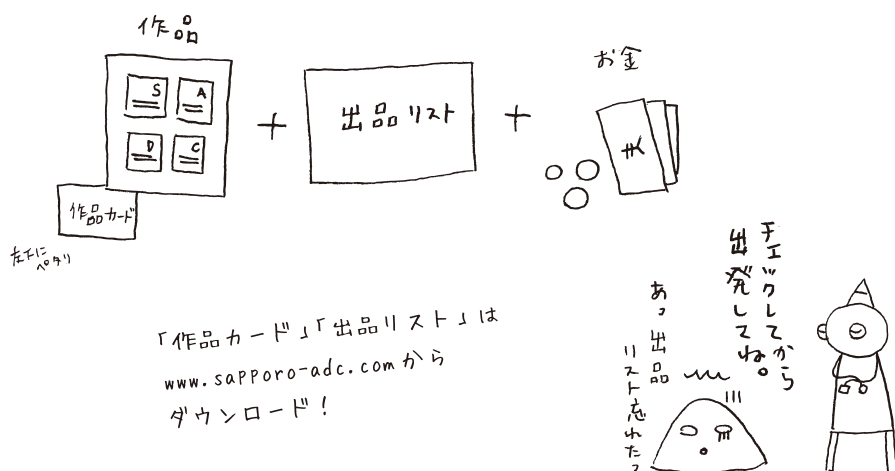 作品
S
A
D
C
作品カード
左下に
ペタリ
+
出品リスト
+
お金
¥
「作品カード」「出品リスト」は
www.sapporo-adc.comから
ダウンロード!
チェックしてから
出発してね。
あっ出品
リスト忘れた